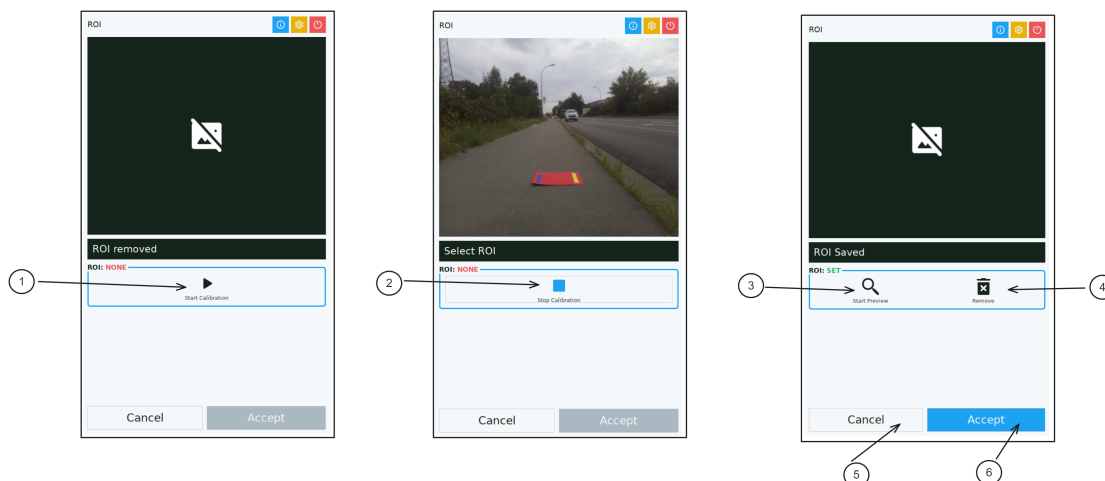 ROI
ROI removed
ROI: NONE
Start Calibration
Cancel
Accept
1
ROI
Select ROI
ROI: NONE
Stop Calibration
Cancel
Accept
2
ROI
ROI Saved
ROI: SET
Start Preview
Remove
Cancel
Accept
3
4
5
6